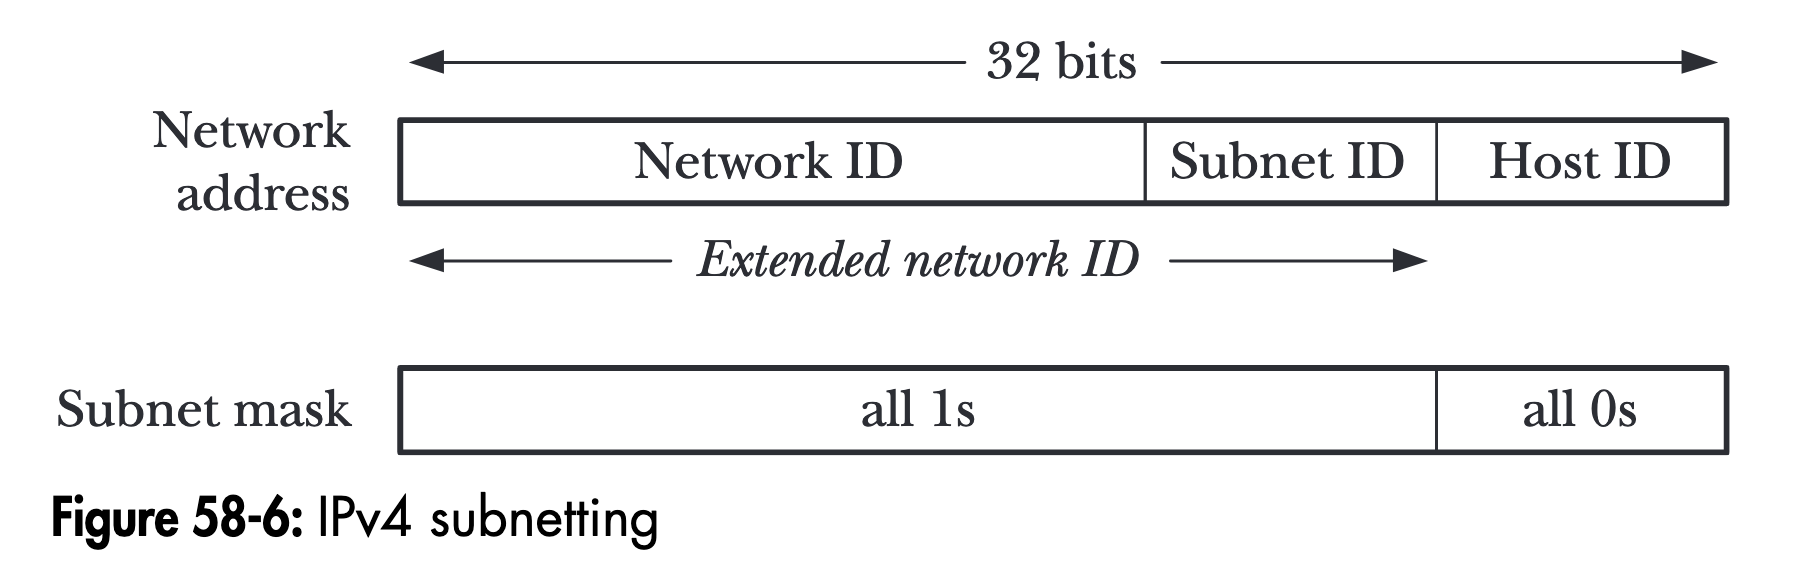 32 bits
Network
address
Network ID
Subnet ID
Host ID
Extended network ID
Subnet mask
all 1s
all 0s
Figure 58-6: IPv4 subnetting